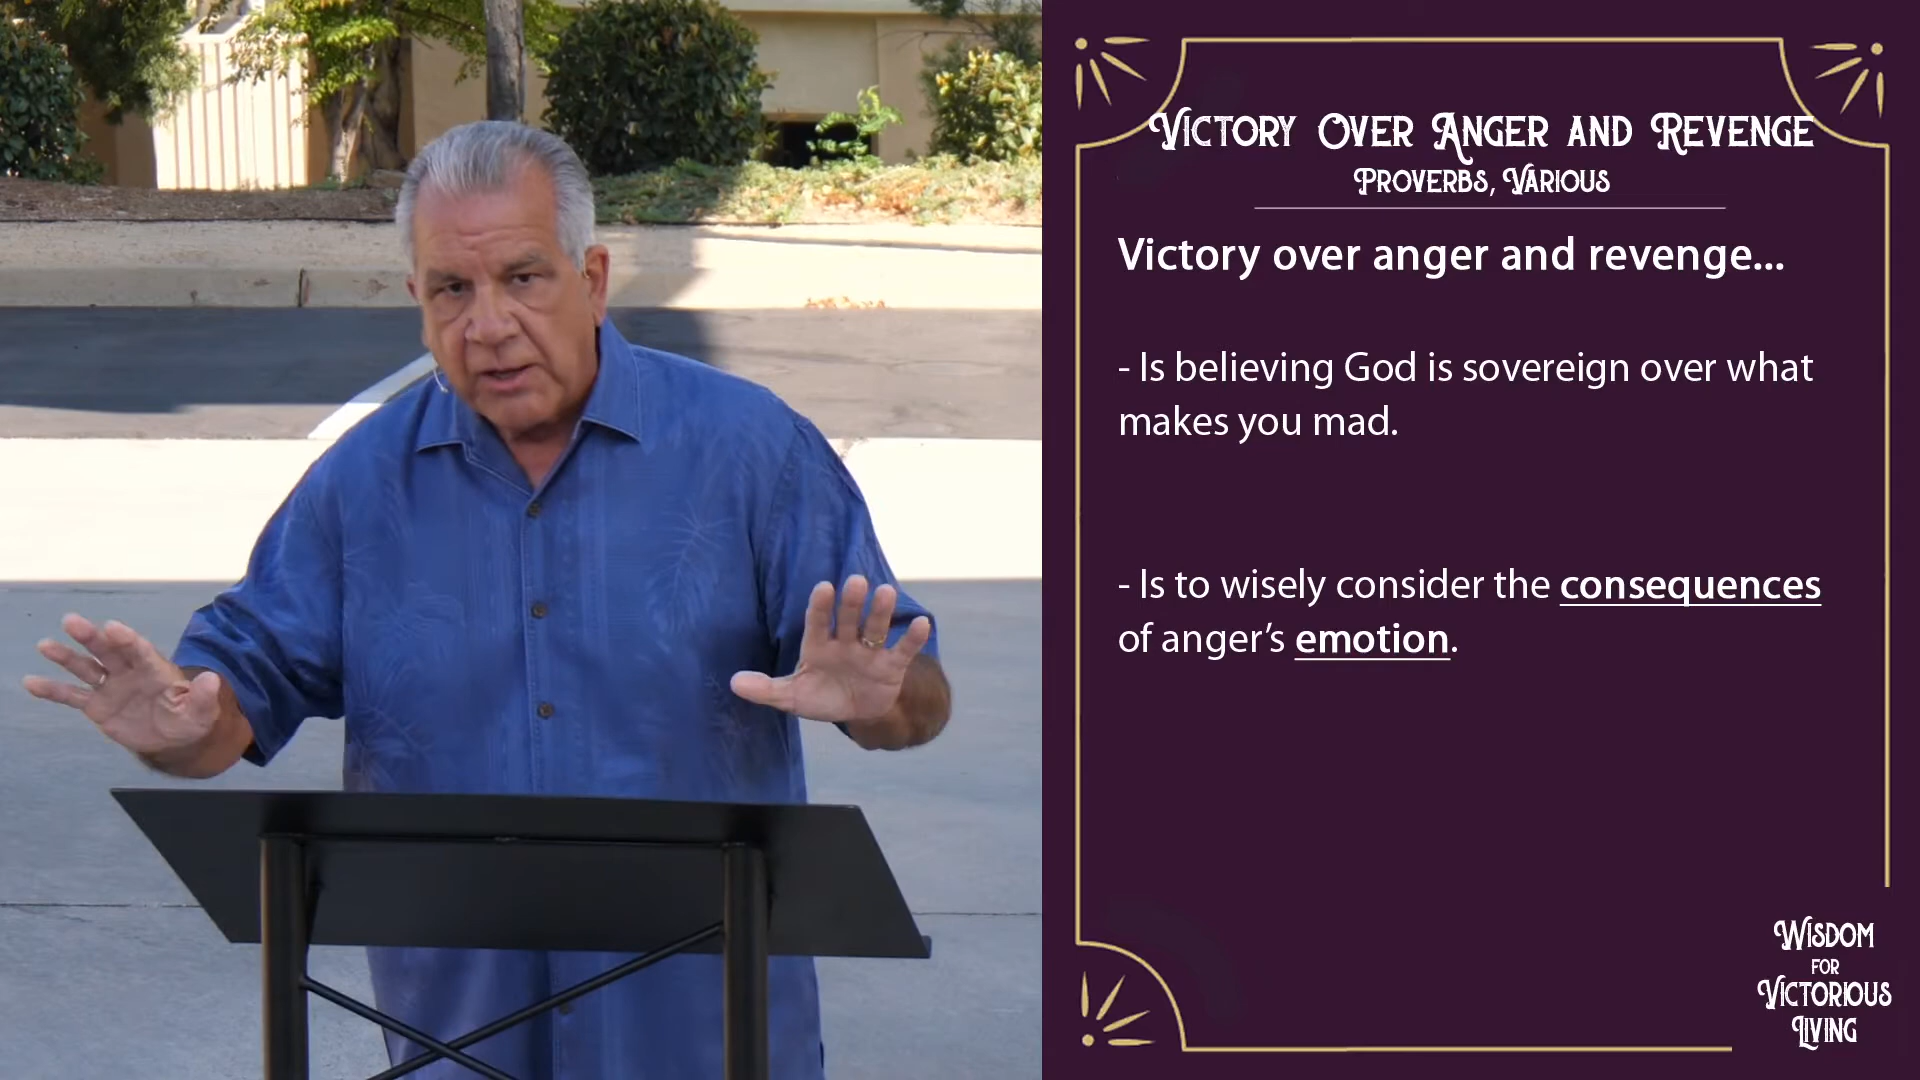 Victory Over Anger and Revenge
Proverbs, Various
Victory over anger and revenge...
- Is believing God is sovereign over what
makes you mad.
- Is to wisely consider the consequences
of anger’s emotion.
Wisdom
for
Victorious
Living